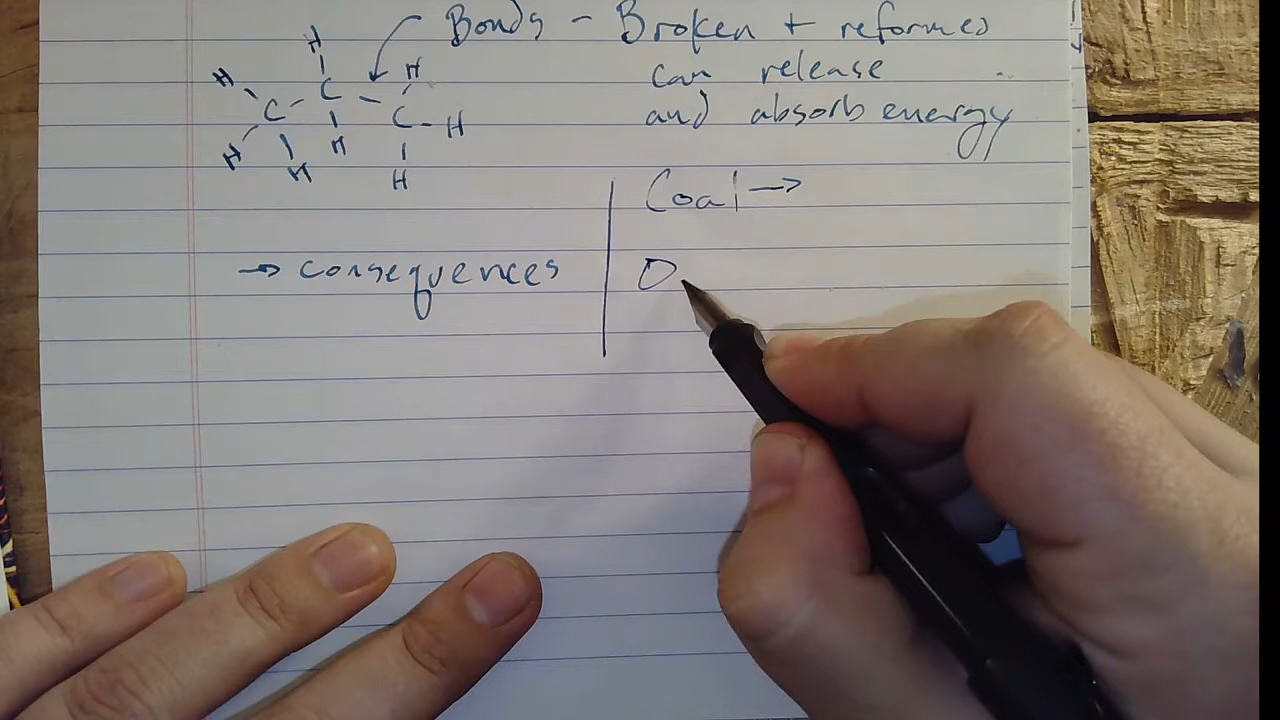 Bonds - Broken + reformed
can release
and absorb energy
H
H H
C
C C - H
H H H
H
Coal →
→ consequences
O